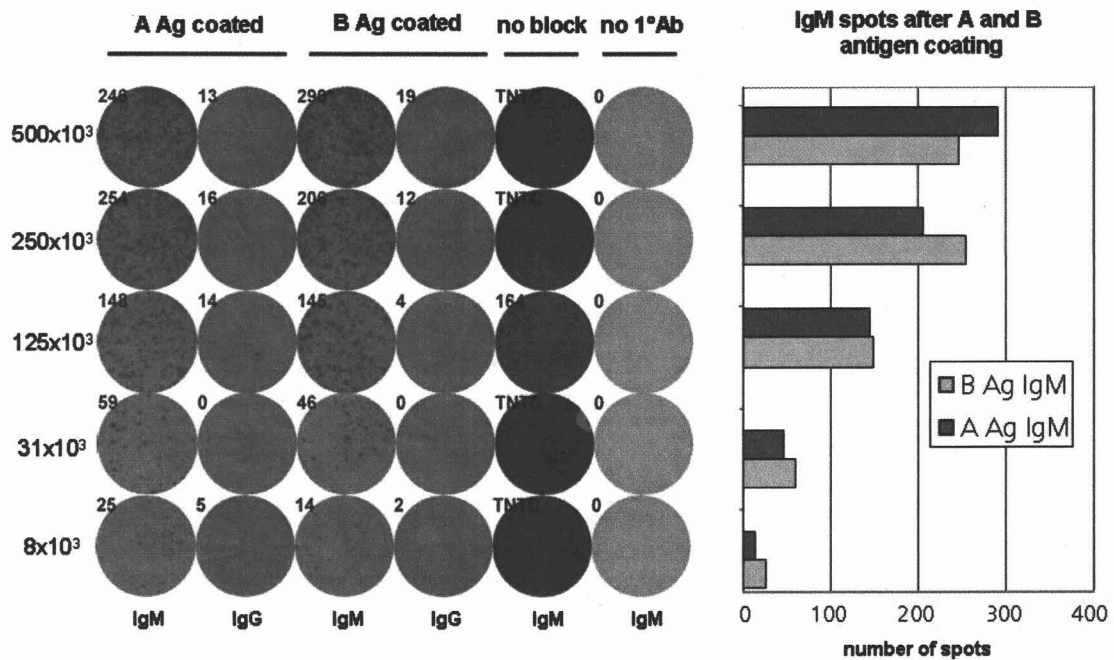 A Ag coated B Ag coated no block no 1°Ab
500x10³ 246 13 290 19 TNTC 0
250x10³ 254 16 206 12 TNTC 0
125x10³ 148 14 145 4 164 0
31x10³ 59 0 46 0 TNTC 0
8x10³ 25 5 14 2 TNTC 0
IgM IgG IgM IgG IgM IgM
IgM spots after A and B
antigen coating
B Ag IgM
A Ag IgM
0 100 200 300 400
number of spots